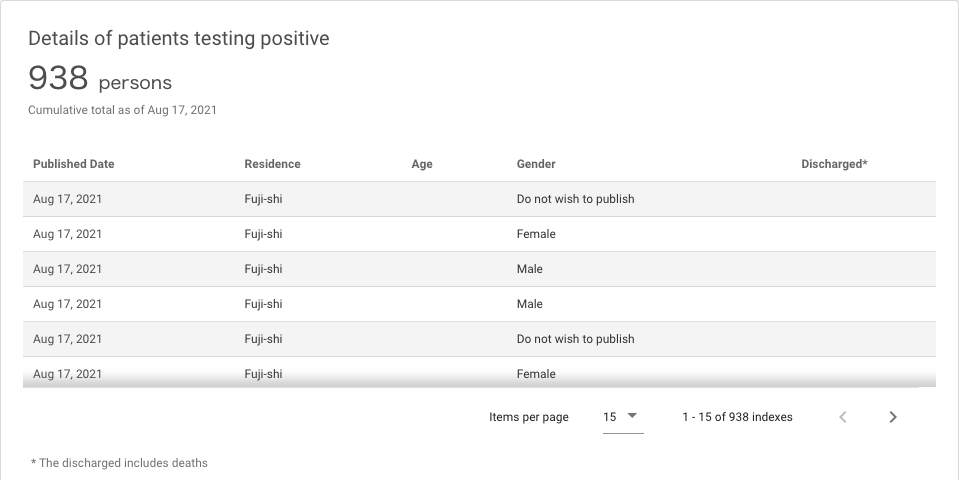 Details of patients testing positive
938 persons
Cumulative total as of Aug 17, 2021
Published Date Residence Age Gender Discharged*
Aug 17, 2021 Fuji-shi Do not wish to publish
Aug 17, 2021 Fuji-shi Female
Aug 17, 2021 Fuji-shi Male
Aug 17, 2021 Fuji-shi Male
Aug 17, 2021 Fuji-shi Do not wish to publish
Aug 17, 2021 Fuji-shi Female
Items per page 15 1 - 15 of 938 indexes
* The discharged includes deaths